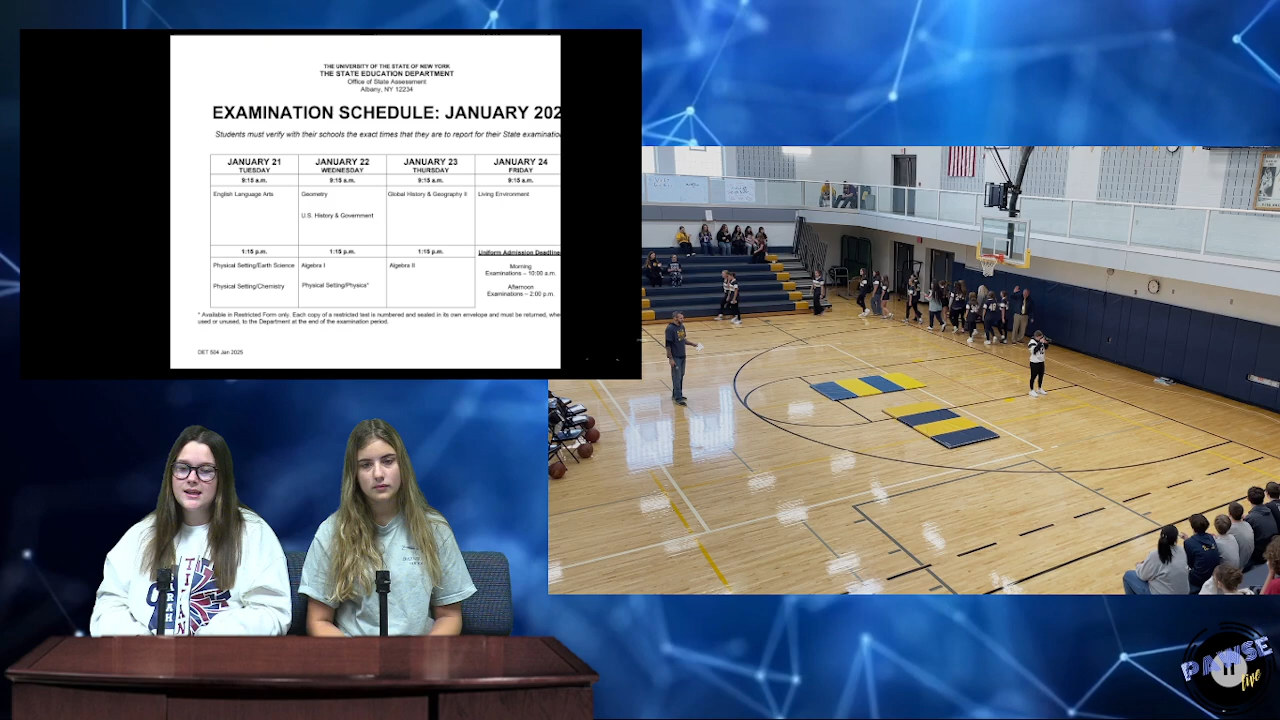 THE UNIVERSITY OF THE STATE OF NEW YORK
THE STATE EDUCATION DEPARTMENT
Office of State Assessment
Albany, NY 12234
EXAMINATION SCHEDULE: JANUARY 202
Students must verify with their schools the exact times that they are to report for their State examinatio
JANUARY 21 JANUARY 22 JANUARY 23 JANUARY 24
TUESDAY WEDNESDAY THURSDAY FRIDAY
9:15 a.m. 9:15 a.m. 9:15 a.m. 9:15 a.m.
English Language Arts Geometry Global History & Geography II Living Environment
U.S. History & Government
1:15 p.m. 1:15 p.m. 1:15 p.m. Uniform Admission Deadline
Physical Setting/Earth Science Algebra I Algebra II Morning
Examinations – 10:00 a.m.
Physical Setting/Chemistry Physical Setting/Physics* Afternoon
Examinations – 2:00 p.m.
* Available in Restricted Form only. Each copy of a restricted test is numbered and sealed in its own envelope and must be returned, whe
used or unused, to the Department at the end of the examination period.
DET 504 Jan 2025
PAWSE
live